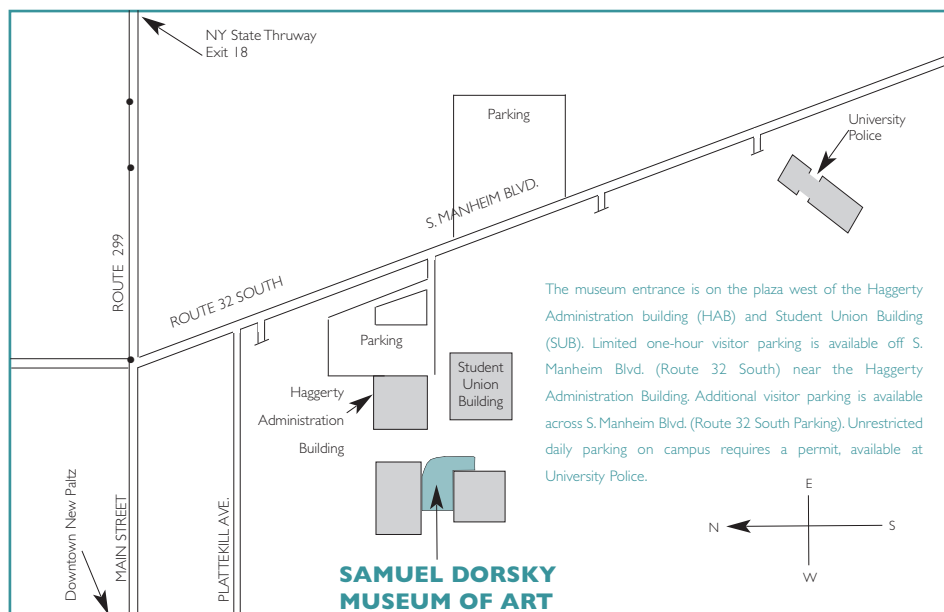 NY State Thruway
Exit 18
Parking
University
Police
S. MANHEIM BLVD.
ROUTE 299
ROUTE 32 SOUTH
The museum entrance is on the plaza west of the Haggerty
Administration building (HAB) and Student Union Building
(SUB). Limited one-hour visitor parking is available off S.
Manheim Blvd. (Route 32 South) near the Haggerty
Administration Building. Additional visitor parking is available
across S. Manheim Blvd. (Route 32 South Parking). Unrestricted
daily parking on campus requires a permit, available at
University Police.
Parking
Student
Union
Building
Haggerty
Administration
Building
Downtown New Paltz
MAIN STREET
PLATTEKILL AVE.
E
N
S
W
SAMUEL DORSKY
MUSEUM OF ART